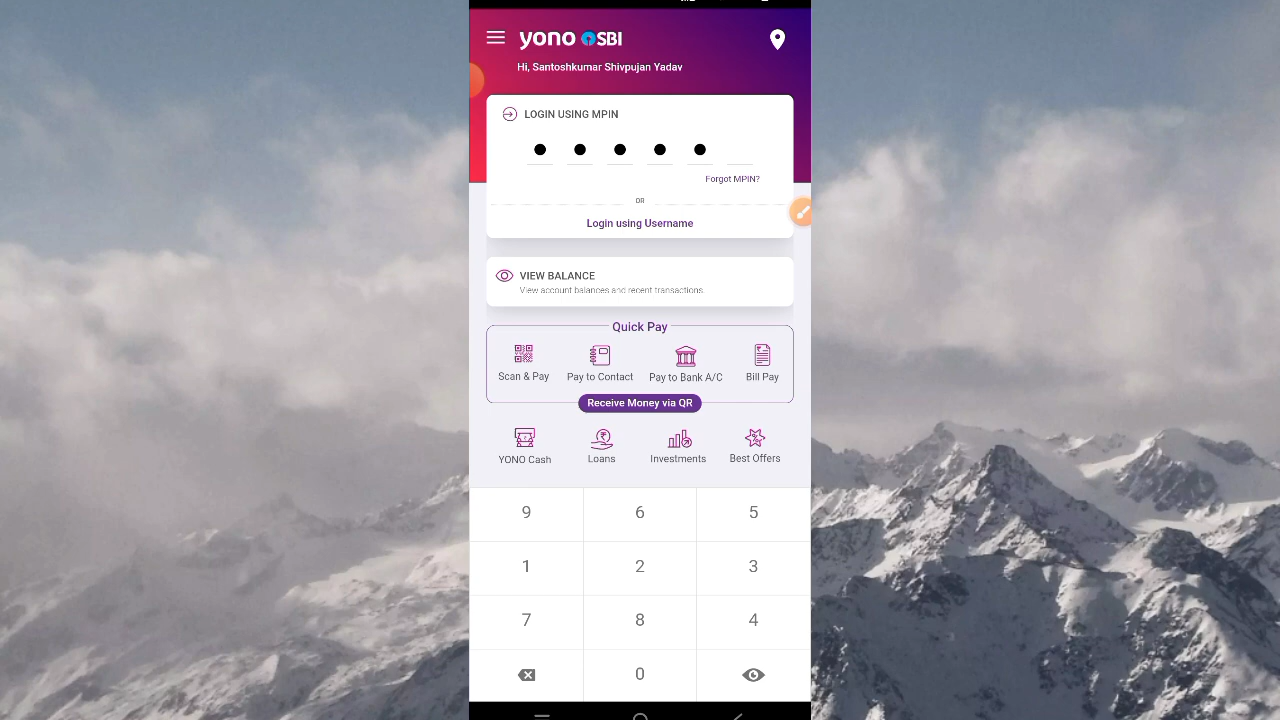 yono SBI
Hi, Santoshkumar Shivpujan Yadav
LOGIN USING MPIN
Forgot MPIN?
OR
Login using Username
VIEW BALANCE
View account balances and recent transactions
Quick Pay
Scan & Pay Pay to Contact Pay to Bank A/C Bill Pay
Receive Money via QR
YONO Cash Loans Investments Best Offers
9 6 5
1 2 3
7 8 4
0